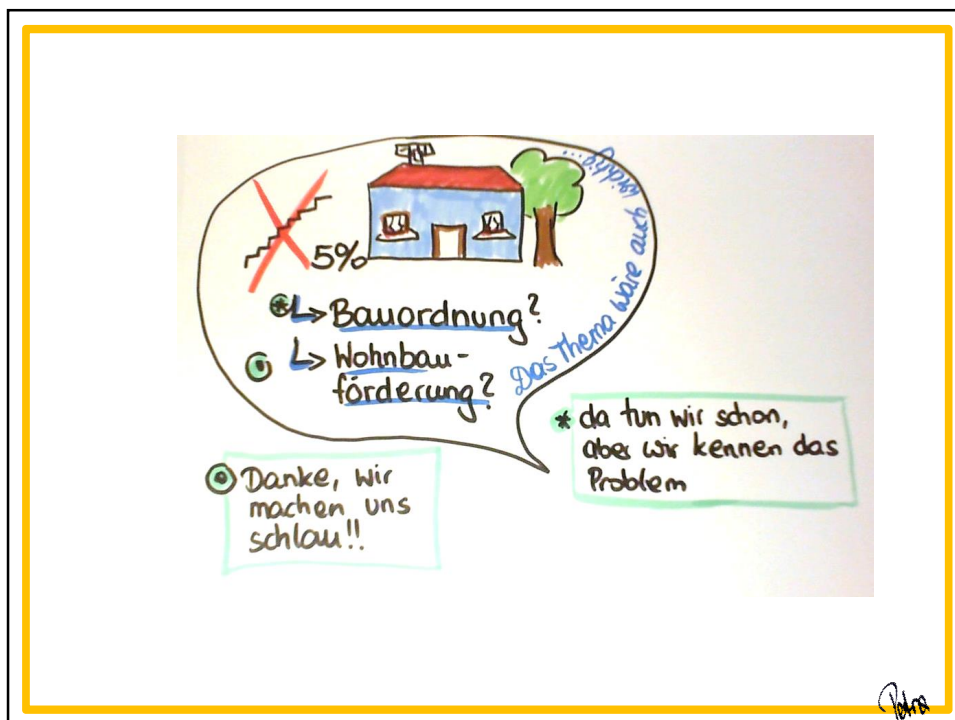 5%
* ↳ Bauordnung?
↳ Wohnbau-
förderung?
Das Thema wäre auch wichtig...
* da tun wir schon,
aber wir kennen das
Problem
Danke, wir
machen uns
schlau!!
Petra